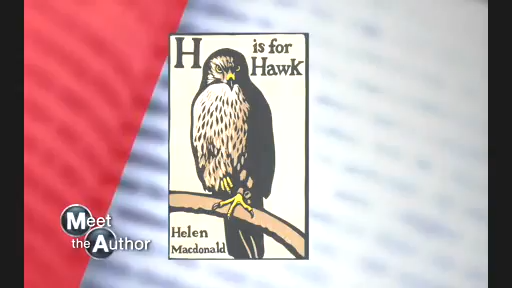 H is for
Hawk
Helen
Macdonald
Meet
the Author